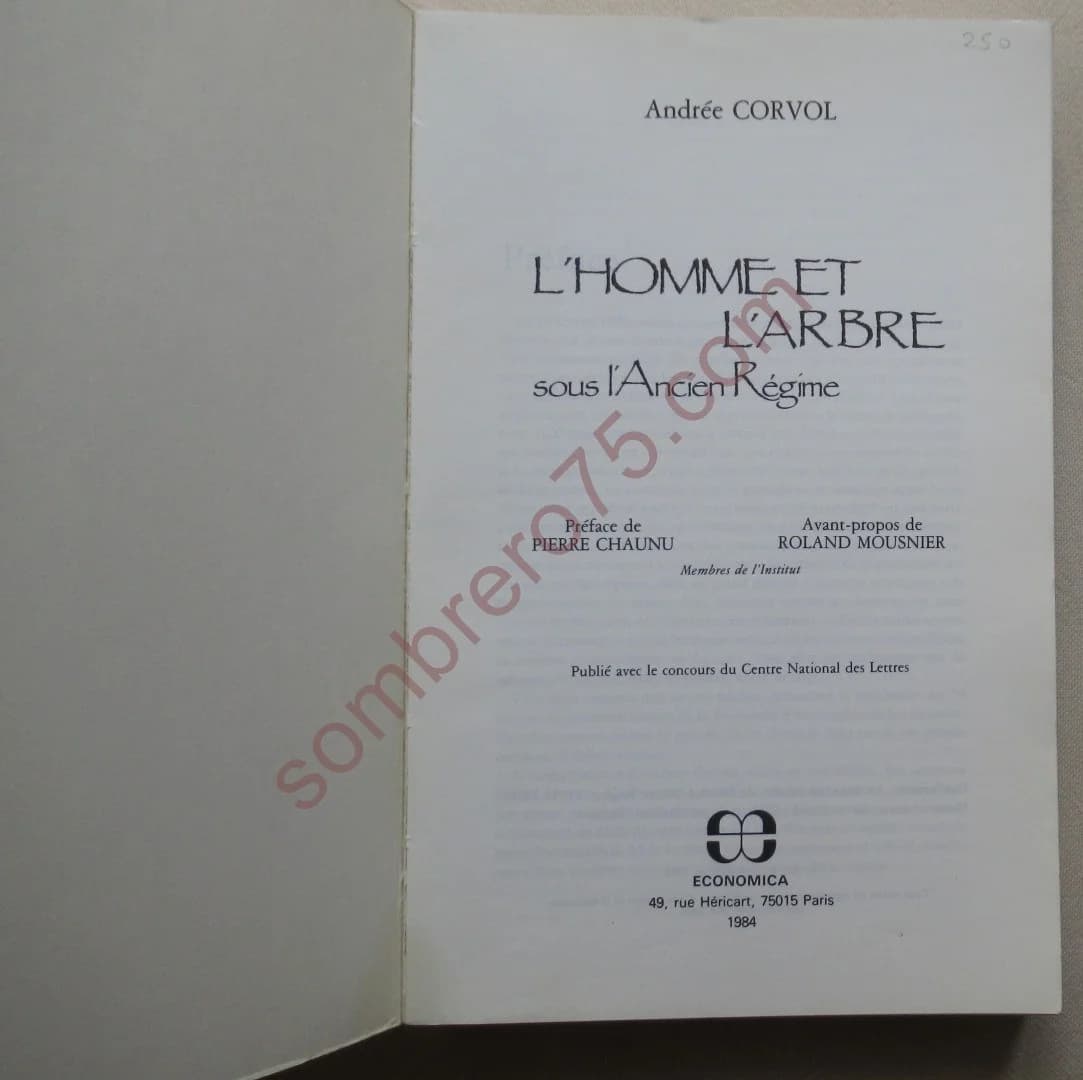 250
Andrée CORVOL
L'HOMME ET
L'ARBRE
sous l'Ancien Régime
Préface de
PIERRE CHAUNU
Avant-propos de
ROLAND MOUSNIER
Membres de l'Institut
Publié avec le concours du Centre National des Lettres
ECONOMICA
49, rue Héricart, 75015 Paris
1984
sombrero75.com